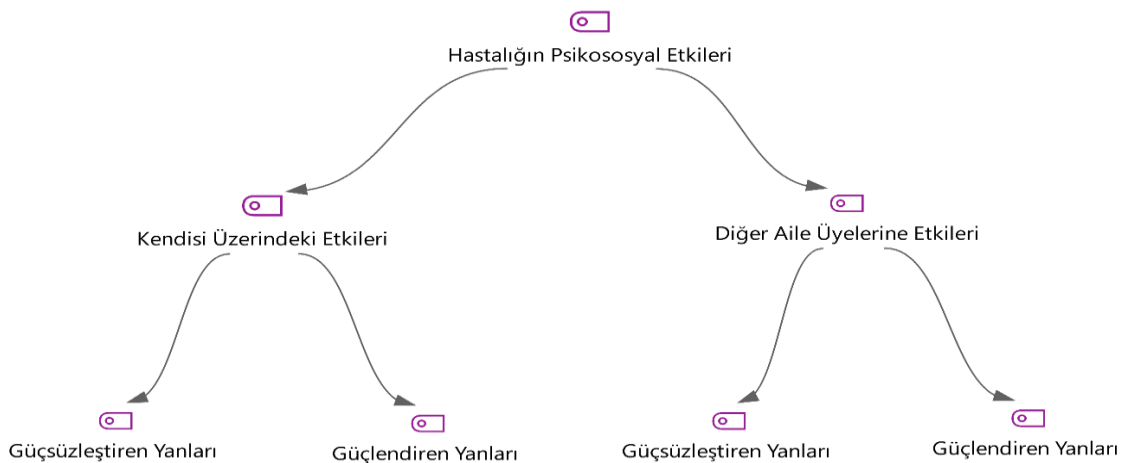 Hastalığın Psikososyal Etkileri
Kendisi Üzerindeki Etkileri
Diğer Aile Üyelerine Etkileri
Güçsüzleştiren Yanları
Güçlendiren Yanları
Güçsüzleştiren Yanları
Güçlendiren Yanları